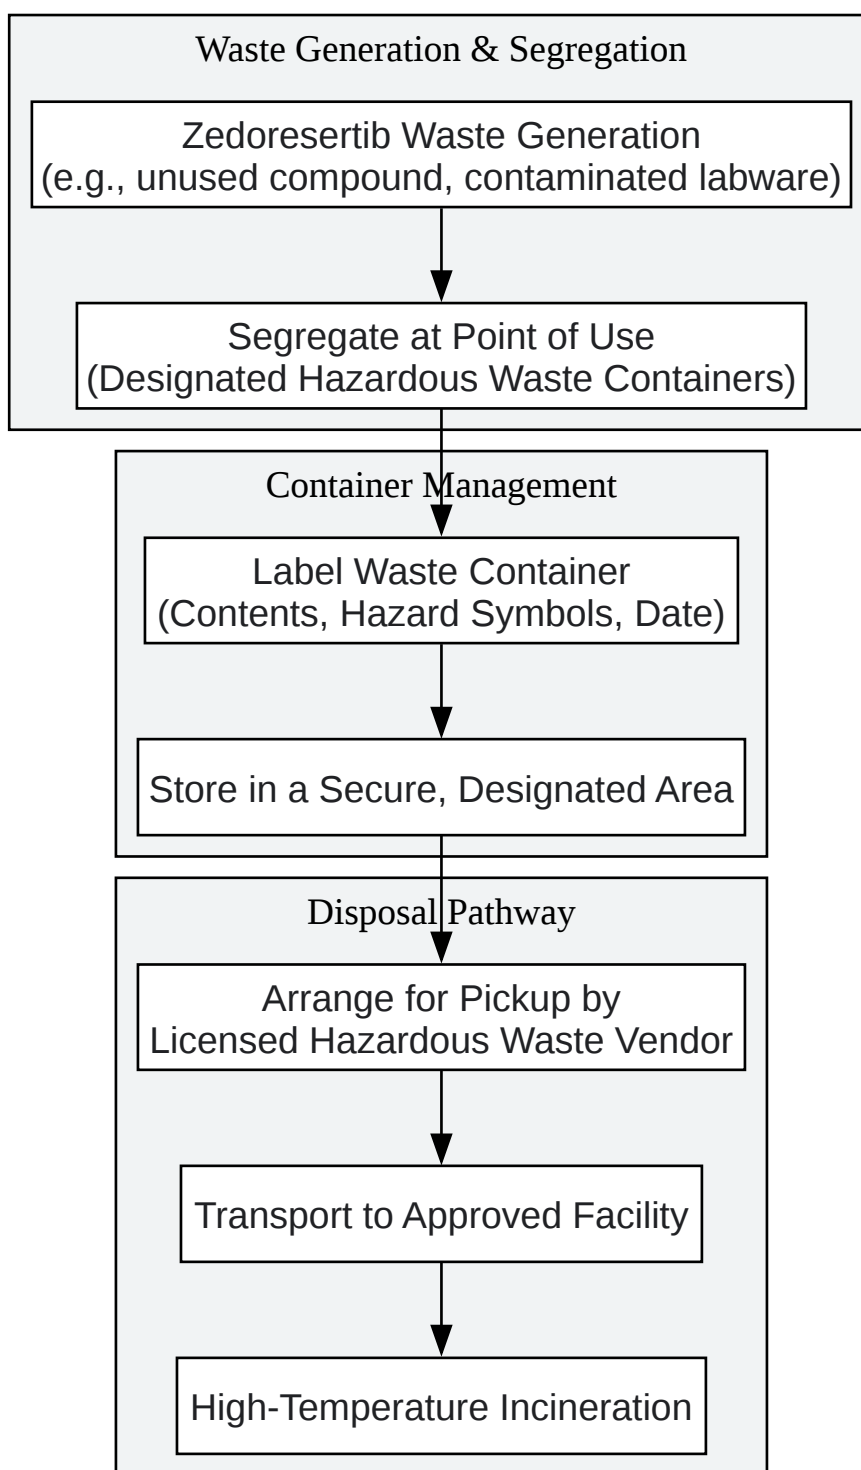 Waste Generation & Segregation
Zedoresertib Waste Generation
(e.g., unused compound, contaminated labware)
Segregate at Point of Use
(Designated Hazardous Waste Containers)
Container Management
Label Waste Container
(Contents, Hazard Symbols, Date)
Store in a Secure, Designated Area
Disposal Pathway
Arrange for Pickup by
Licensed Hazardous Waste Vendor
Transport to Approved Facility
High-Temperature Incineration